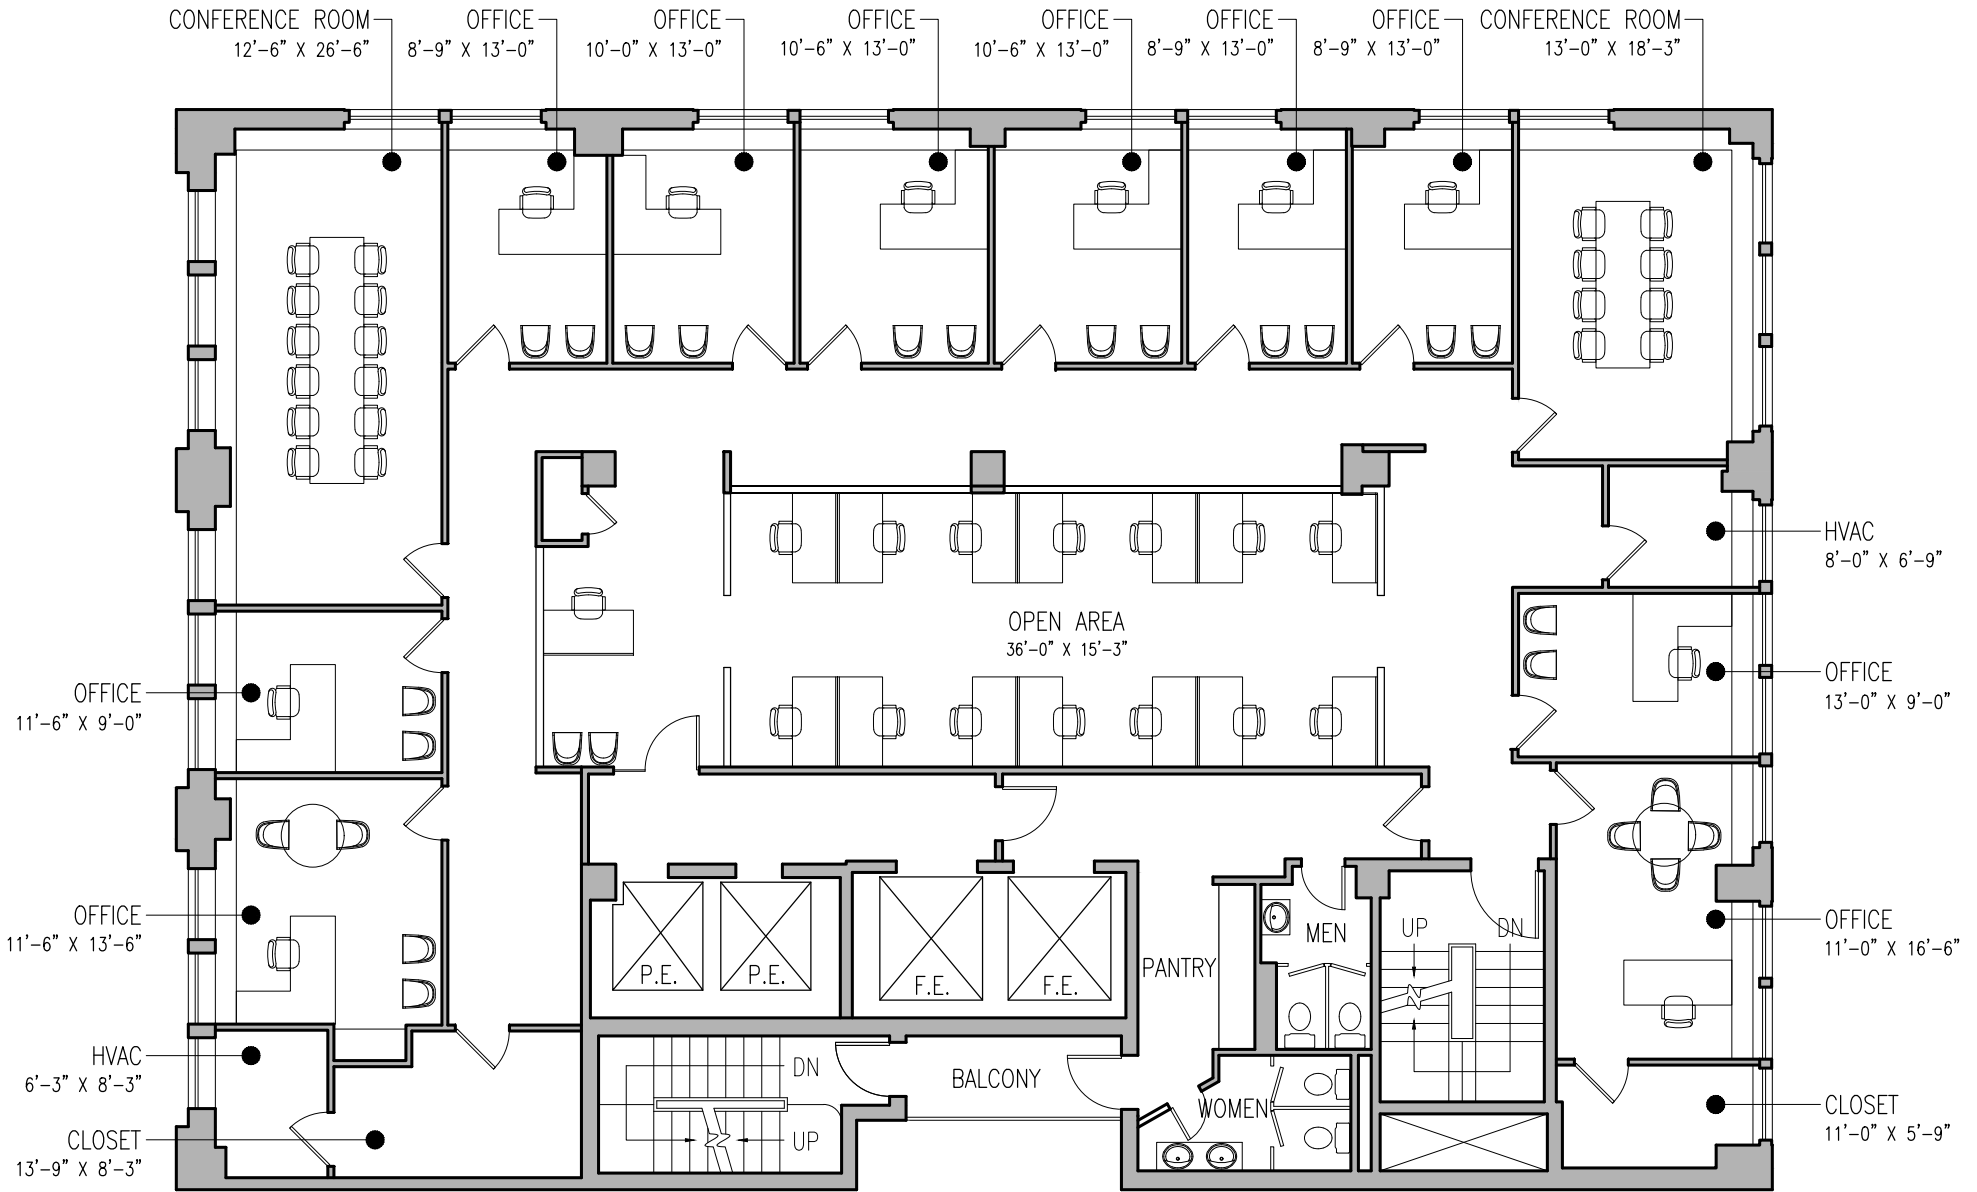 CONFERENCE ROOM
12'-6" X 26'-6"
OFFICE
8'-9" X 13'-0"
OFFICE
10'-0" X 13'-0"
OFFICE
10'-6" X 13'-0"
OFFICE
10'-6" X 13'-0"
OFFICE
8'-9" X 13'-0"
OFFICE
8'-9" X 13'-0"
CONFERENCE ROOM
13'-0" X 18'-3"
HVAC
8'-0" X 6'-9"
OPEN AREA
36'-0" X 15'-3"
OFFICE
11'-6" X 9'-0"
OFFICE
13'-0" X 9'-0"
OFFICE
11'-6" X 13'-6"
OFFICE
11'-0" X 16'-6"
P.E.
P.E.
F.E.
F.E.
PANTRY
MEN
UP
DN
HVAC
6'-3" X 8'-3"
DN
UP
BALCONY
WOMEN
CLOSET
13'-9" X 8'-3"
CLOSET
11'-0" X 5'-9"